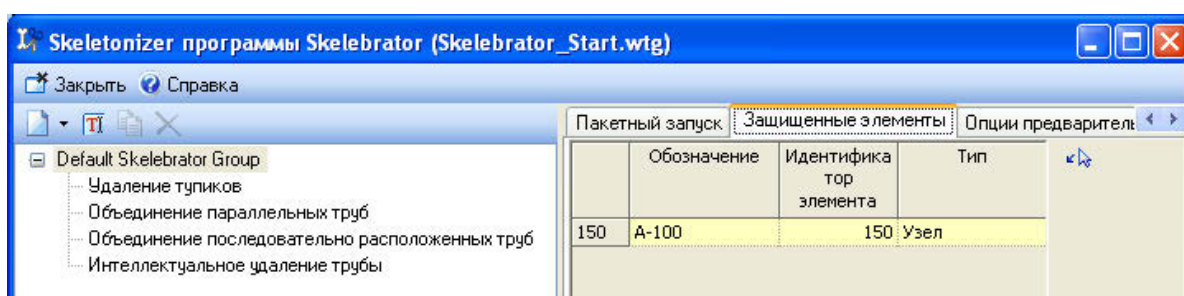 Skeletonizer программы Skelebrator (Skelebrator_Start.wtg)
Закрыть Справка
Пакетный запуск Защищенные элементы Опции предваритель
Default Skelebrator Group
Удаление тупиков
Объединение параллельных труб
Объединение последовательно расположенных труб
Интеллектуальное удаление трубы
Обозначение Идентифика Тип
тор
элемента
150 А-100 150 Узел